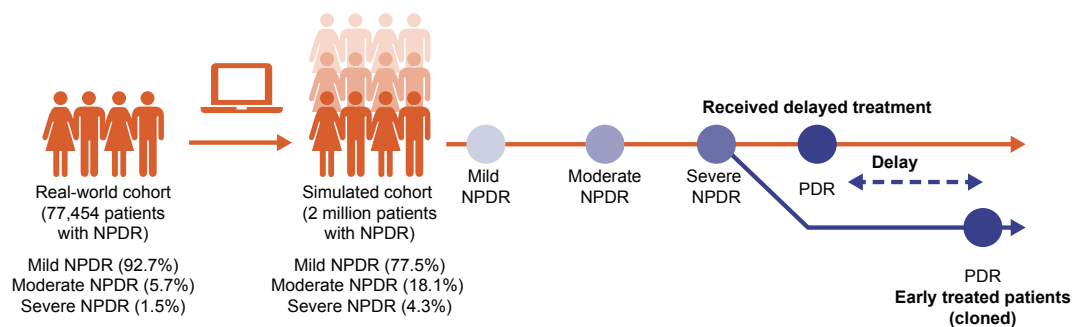 Real-world cohort
(77,454 patients
with NPDR)
Mild NPDR (92.7%)
Moderate NPDR (5.7%)
Severe NPDR (1.5%)
Simulated cohort
(2 million patients
with NPDR)
Mild NPDR (77.5%)
Moderate NPDR (18.1%)
Severe NPDR (4.3%)
Mild
NPDR
Moderate
NPDR
Severe
NPDR
Received delayed treatment
PDR
Delay
PDR
Early treated patients
(cloned)